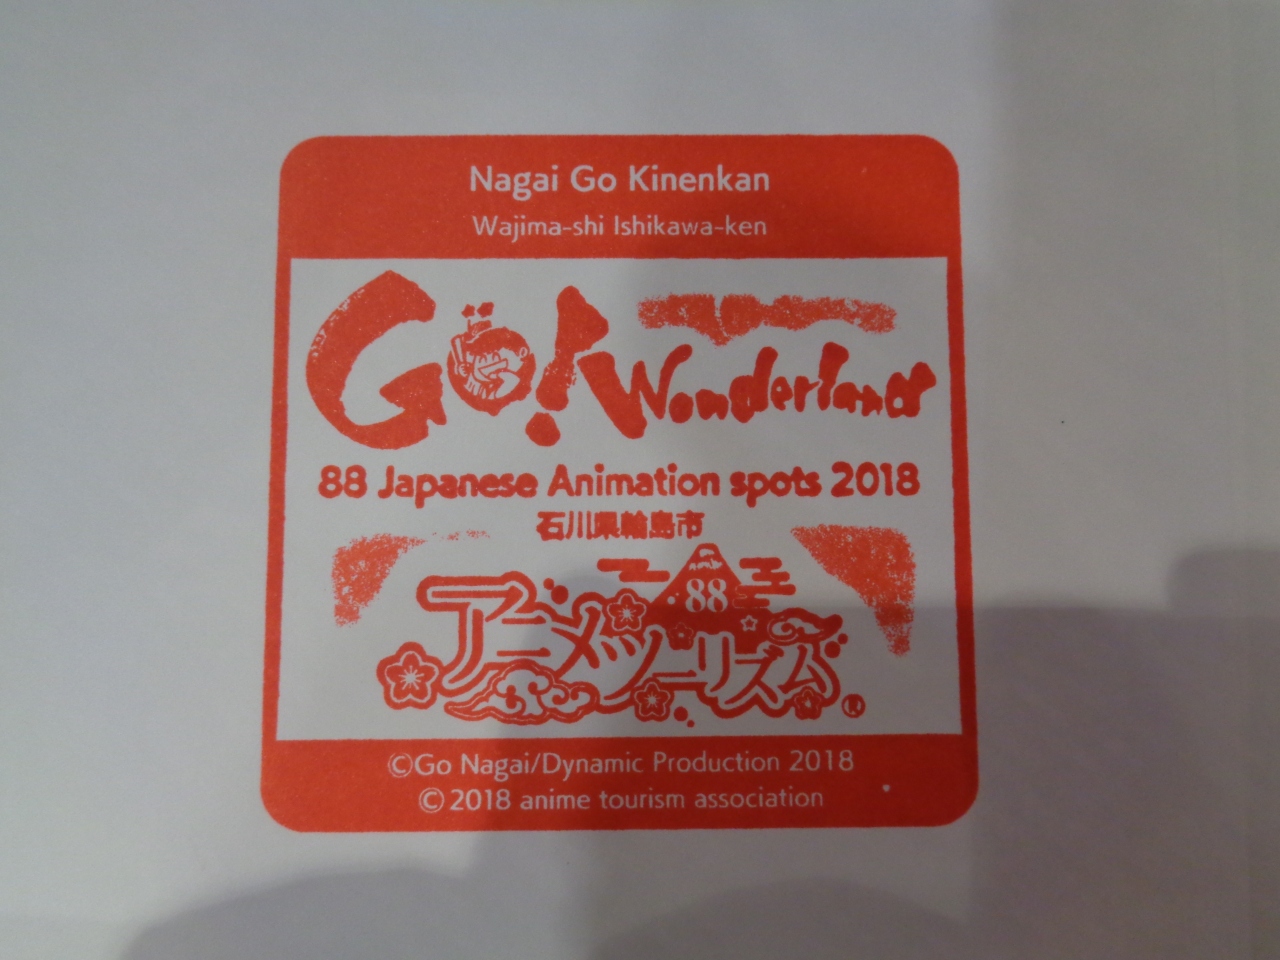 Nagai Go Kinenkan
Wajima-shi Ishikawa-ken
GO! Wonderland
88 Japanese Animation spots 2018
石川県輪島市
88
アニメツーリズム®
©Go Nagai/Dynamic Production 2018
© 2018 anime tourism association